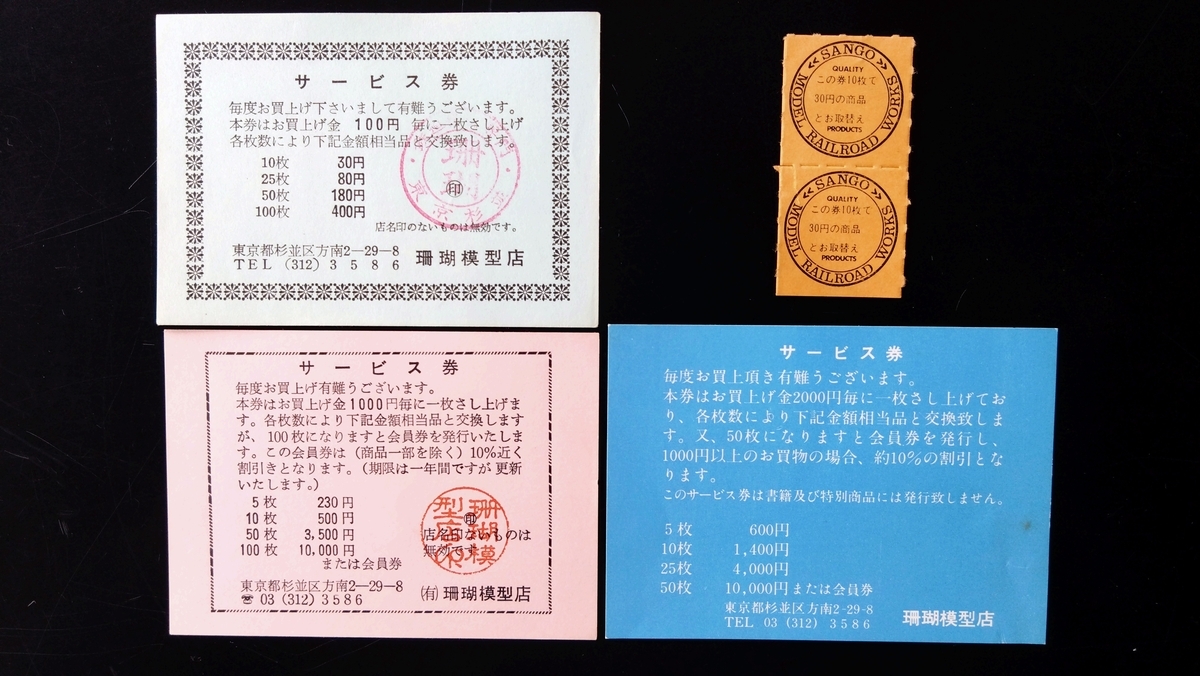 サービス券
毎度お買上げ下さいまして有難うございます。
本券はお買上げ金 100円 毎に一枚さし上げ
各枚数により下記金額相当品と交換致します。
10枚 30円
25枚 80円
50枚 180円
100枚 400円
㊞
店名印のないものは無効です。
東京都杉並区方南2―29―8
TEL (312) 3586 珊瑚模型店
SANGO
MODEL RAILROAD WORKS
QUALITY
この券10枚て
30円の商品
とお取替え
PRODUCTS
SANGO
MODEL RAILROAD WORKS
QUALITY
この券10枚て
30円の商品
とお取替え
PRODUCTS
サービス券
毎度お買上げ有難うございます。
本券はお買上げ金1000円毎に一枚さし上げま
す。各枚数により下記金額相当品と交換します
が、100枚になりますと会員券を発行いたしま
す。この会員券は(商品一部を除く)10%近く
割引きとなります。(期限は一年間ですが更新
いたします。)
5枚 230円
10枚 500円
50枚 3,500円
100枚 10,000円
または会員券
㊞
店名印ないものは
無効です
東京都杉並区方南2―29―8
☎ 03 (312) 3586 (有) 珊瑚模型店
サービス券
毎度お買上頂き有難うございます。
本券はお買上げ金2000円毎に一枚さし上げてお
り、各枚数により下記金額相当品と交換致しま
す。又、50枚になりますと会員券を発行し、
1000円以上のお買物の場合、約10%の割引とな
ります。
このサービス券は書籍及び特別商品には発行致しません。
5枚 600円
10枚 1,400円
25枚 4,000円
50枚 10,000円または会員券
東京都杉並区方南2-29-8
TEL 03 (312) 3586 珊瑚模型店